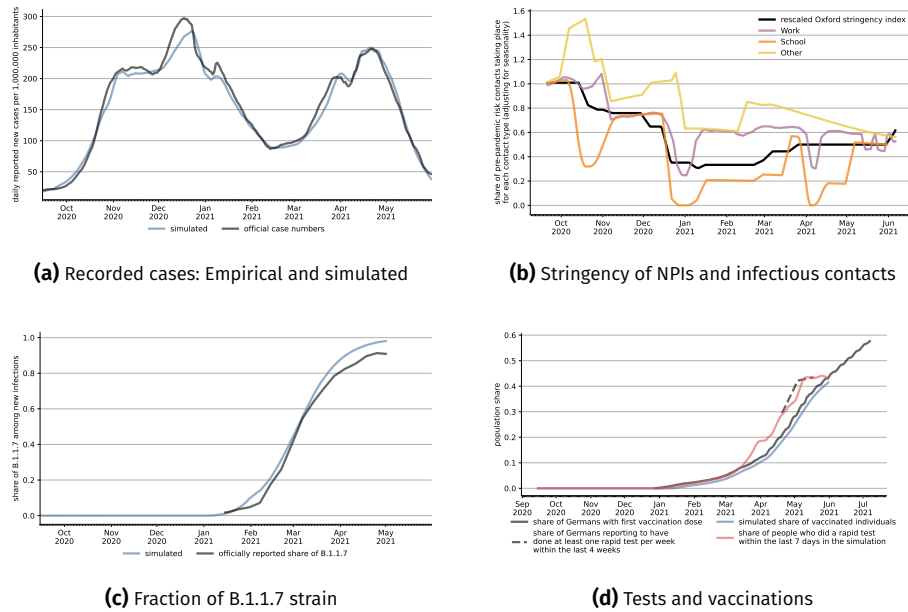 daily reported new cases per 1,000,000 inhabitants
300
250
200
150
100
50
Oct 2020
Nov 2020
Dec 2020
Jan 2021
Feb 2021
Mar 2021
Apr 2021
May 2021
simulated
official case numbers
(a) Recorded cases: Empirical and simulated
share of pre-pandemic risk contacts taking place
for each contact type (adjusting for seasonality)
1.6
1.4
1.2
1.0
0.8
0.6
0.4
0.2
0.0
rescaled Oxford stringency index
Work
School
Other
Oct 2020
Nov 2020
Dec 2020
Jan 2021
Feb 2021
Mar 2021
Apr 2021
May 2021
Jun 2021
(b) Stringency of NPIs and infectious contacts
share of B.1.1.7 among new infections
1.0
0.8
0.6
0.4
0.2
0.0
Oct 2020
Nov 2020
Dec 2020
Jan 2021
Feb 2021
Mar 2021
Apr 2021
May 2021
simulated
officially reported share of B.1.1.7
(c) Fraction of B.1.1.7 strain
population share
0.6
0.5
0.4
0.3
0.2
0.1
0.0
Sep 2020
Oct 2020
Nov 2020
Dec 2020
Jan 2021
Feb 2021
Mar 2021
Apr 2021
May 2021
Jun 2021
Jul 2021
share of Germans with first vaccination dose
share of Germans reporting to have
done at least one rapid test per week
within the last 4 weeks
simulated share of vaccinated individuals
share of people who did a rapid test
within the last 7 days in the simulation
(d) Tests and vaccinations